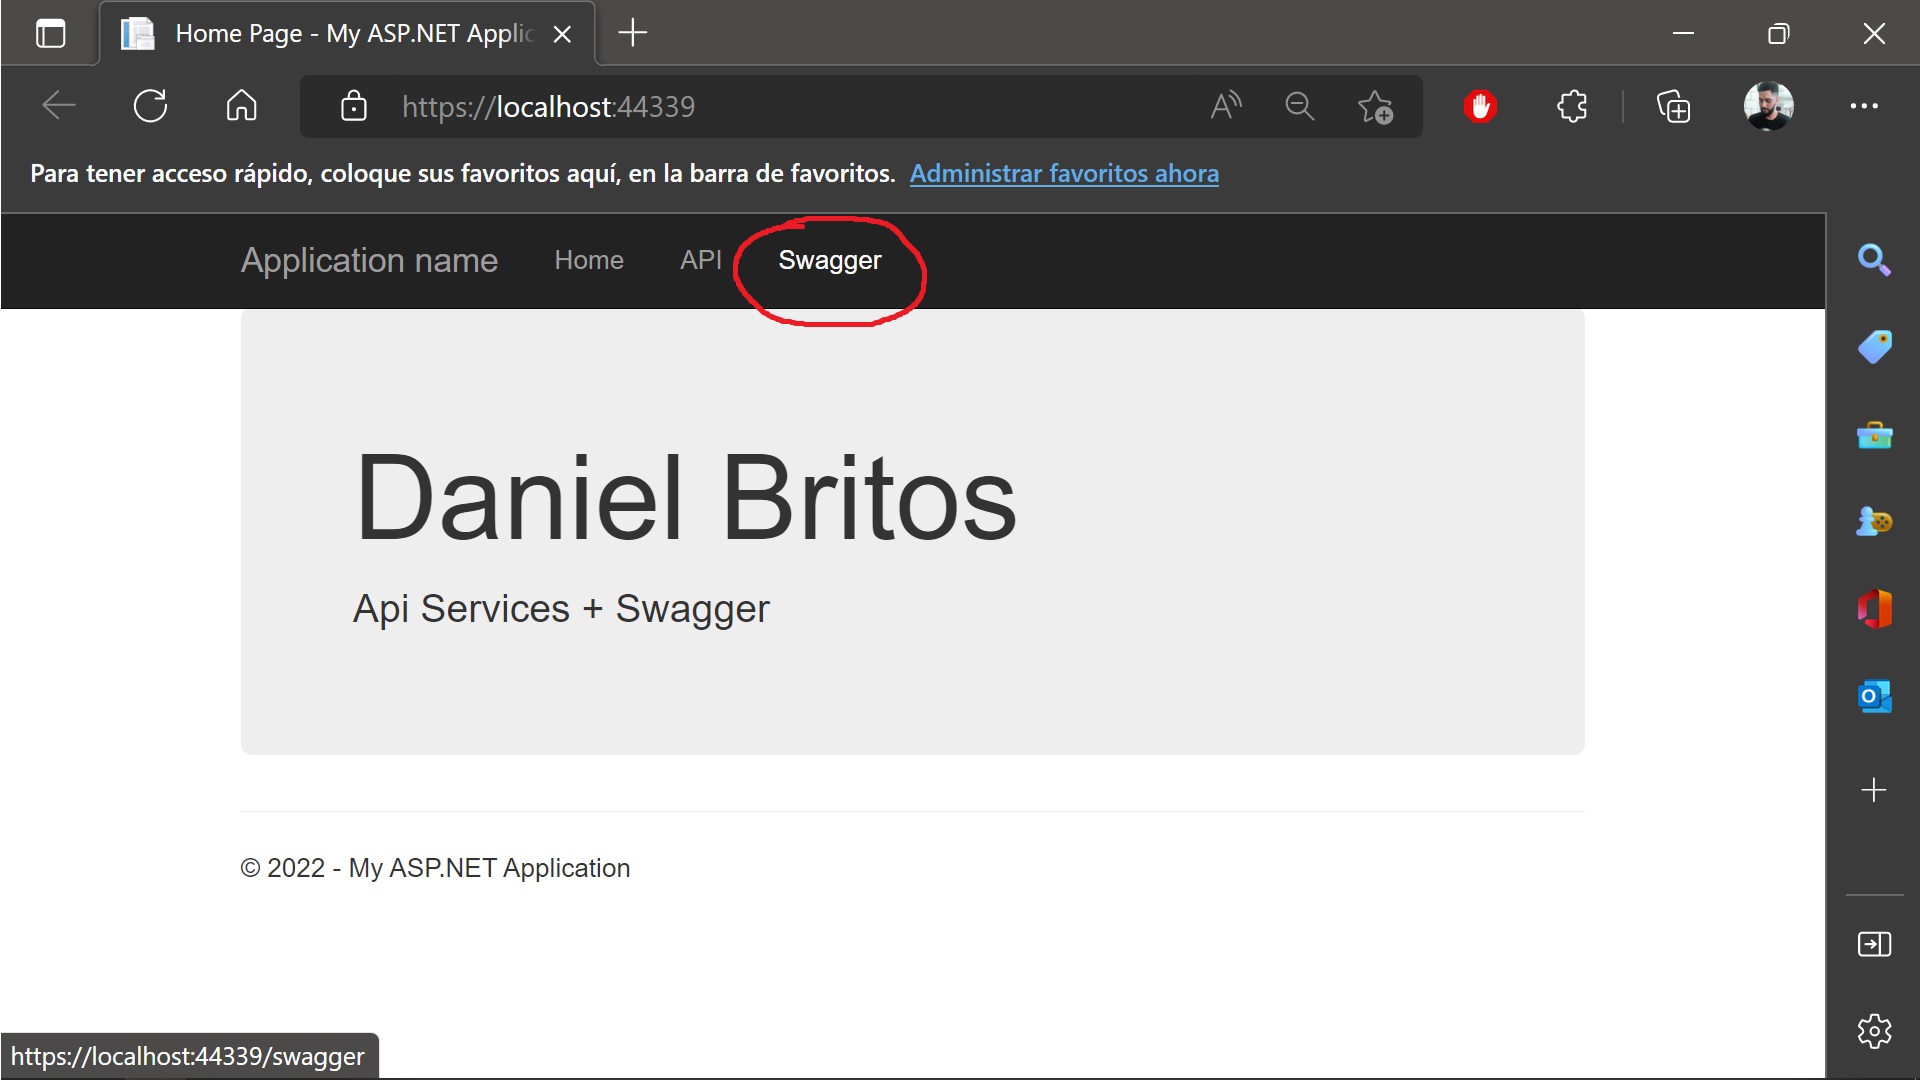 Home Page - My ASP.NET Applic
https://localhost:44339
Para tener acceso rápido, coloque sus favoritos aquí, en la barra de favoritos. Administrar favoritos ahora
Application name Home API Swagger
Daniel Britos
Api Services + Swagger
© 2022 - My ASP.NET Application
https://localhost:44339/swagger